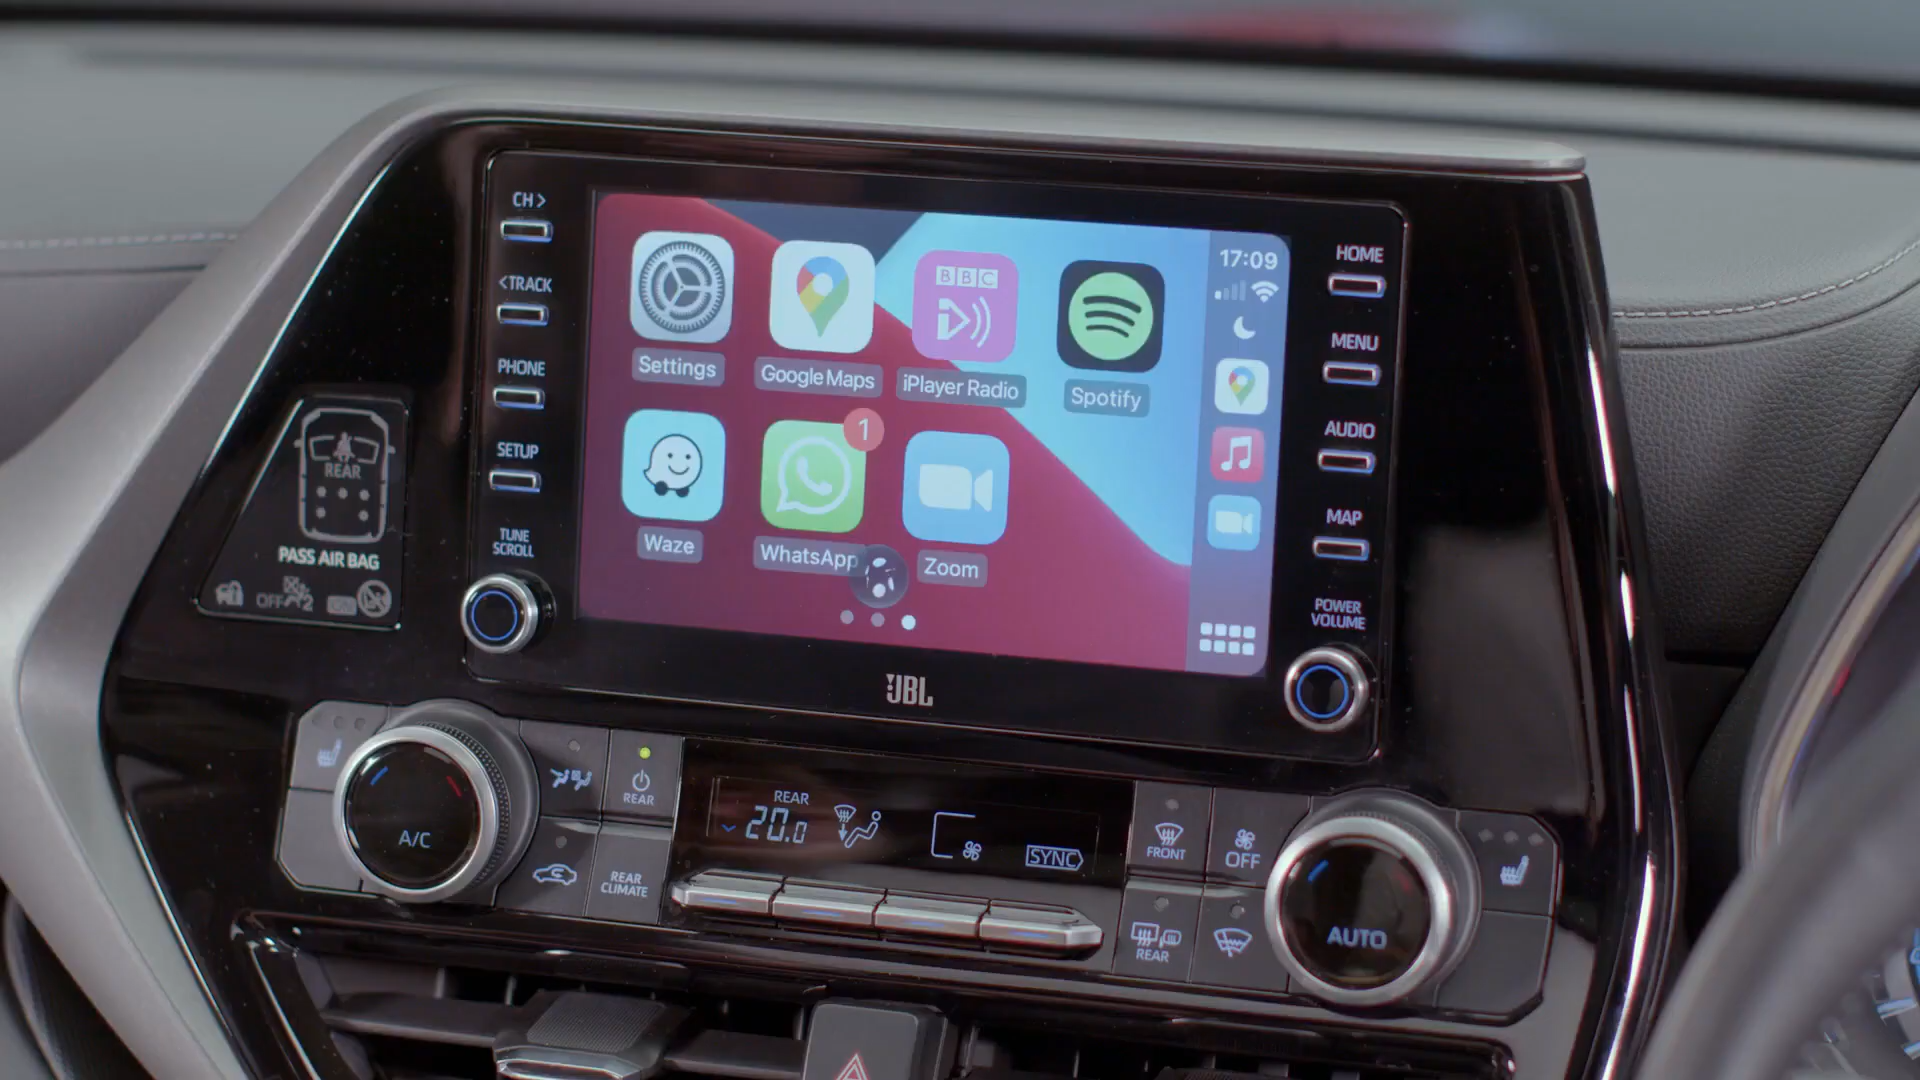 CH >
< TRACK
PHONE
SETUP
TUNE
SCROLL
Settings
Google Maps
BBC
iPlayer Radio
Spotify
Waze
1
WhatsApp
Zoom
17:09
HOME
MENU
AUDIO
MAP
POWER
VOLUME
JBL
REAR
PASS AIR BAG
OFF
2
A/C
REAR
REAR
CLIMATE
REAR
20.0
SYNC
FRONT
OFF
REAR
AUTO